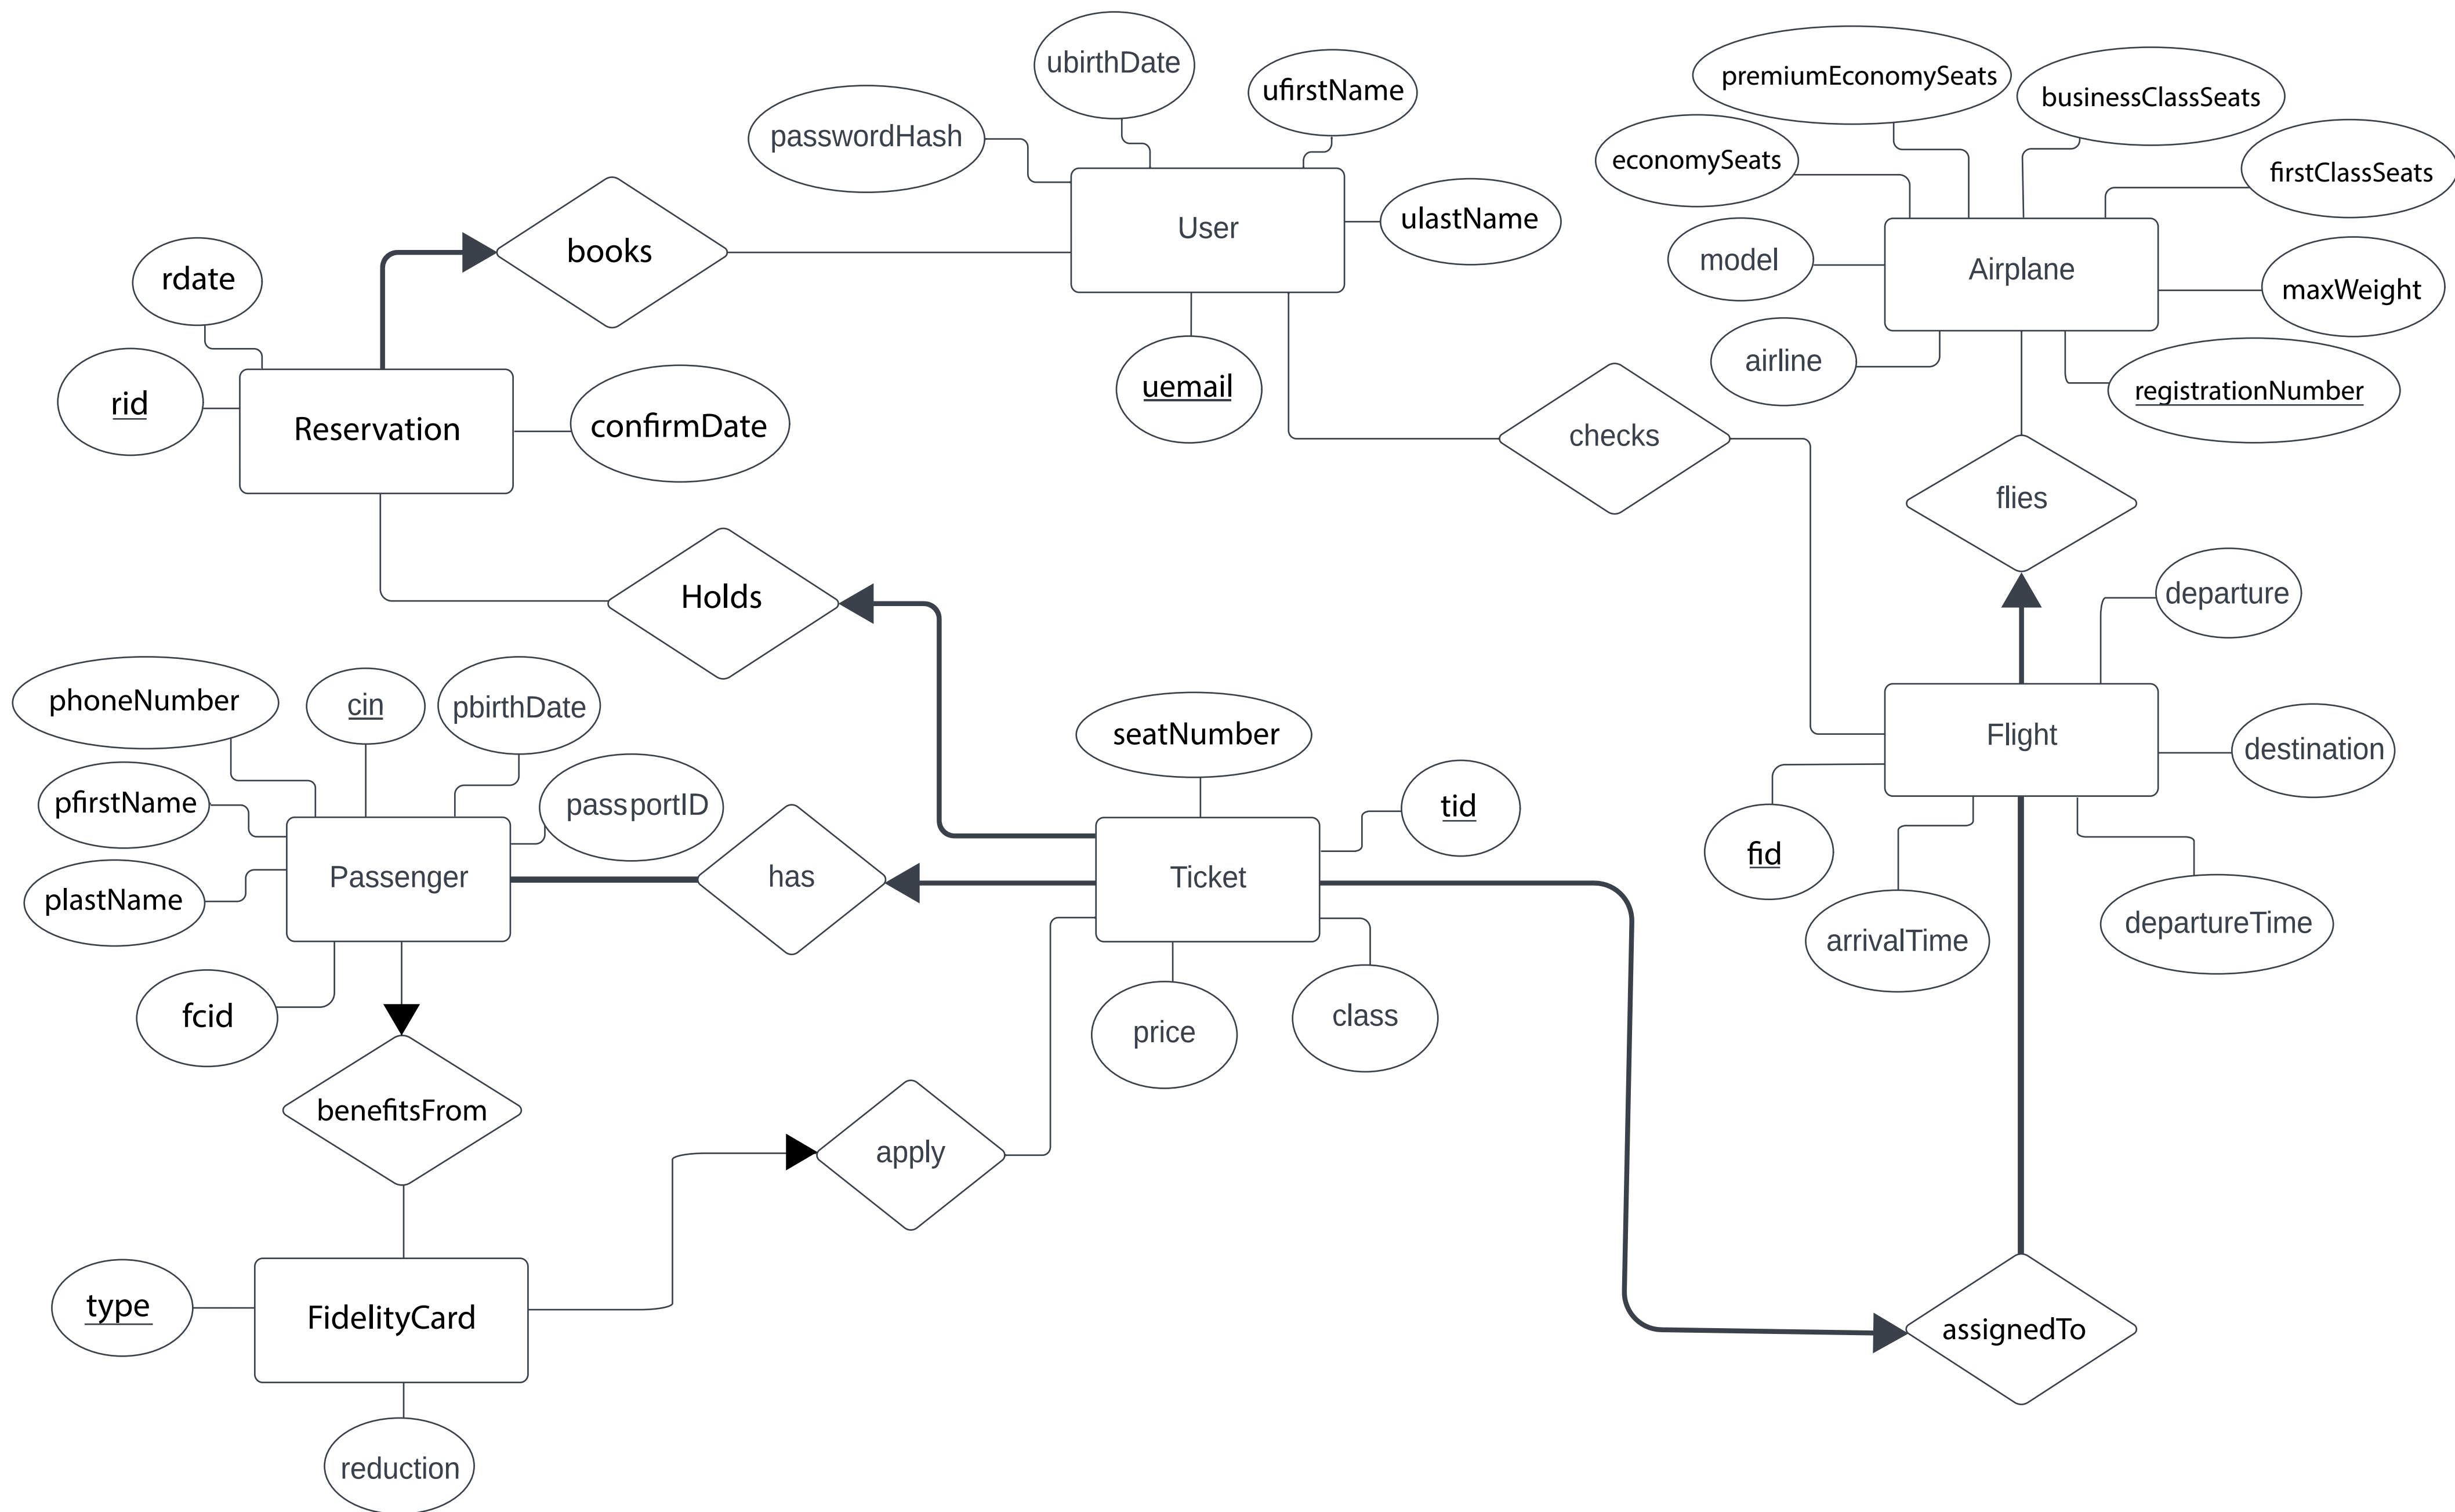 ubirthDate
ufirstName
premiumEconomySeats
businessClassSeats
passwordHash
economySeats
firstClassSeats
User
ulastName
books
rdate
model
Airplane
maxWeight
airline
registrationNumber
uemail
rid
Reservation
confirmDate
checks
flies
Holds
departure
phoneNumber
cin
pbirthDate
seatNumber
Flight
destination
pfirstName
passportID
tid
fid
Passenger
has
Ticket
plastName
arrivalTime
departureTime
fcid
price
class
benefitsFrom
apply
type
FidelityCard
assignedTo
reduction